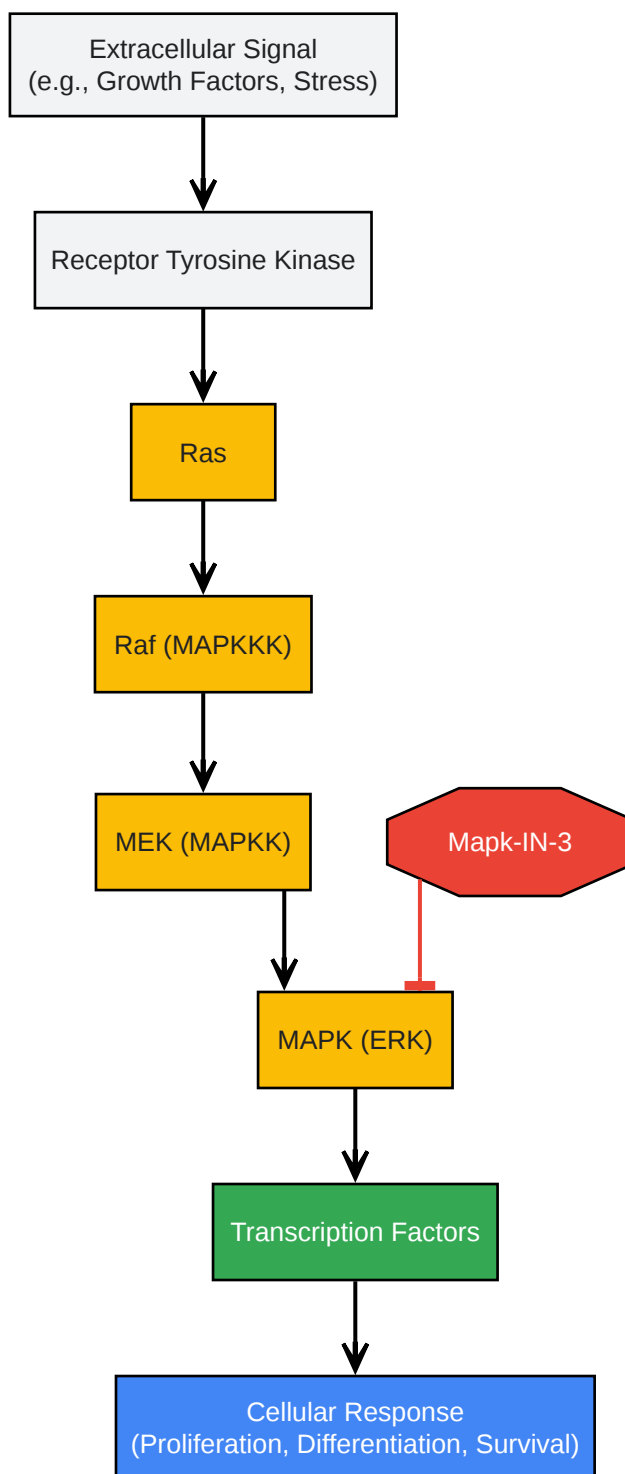 Extracellular Signal
(e.g., Growth Factors, Stress)
Receptor Tyrosine Kinase
Ras
Raf (MAPKKK)
MEK (MAPKK)
Mapk-IN-3
MAPK (ERK)
Transcription Factors
Cellular Response
(Proliferation, Differentiation, Survival)